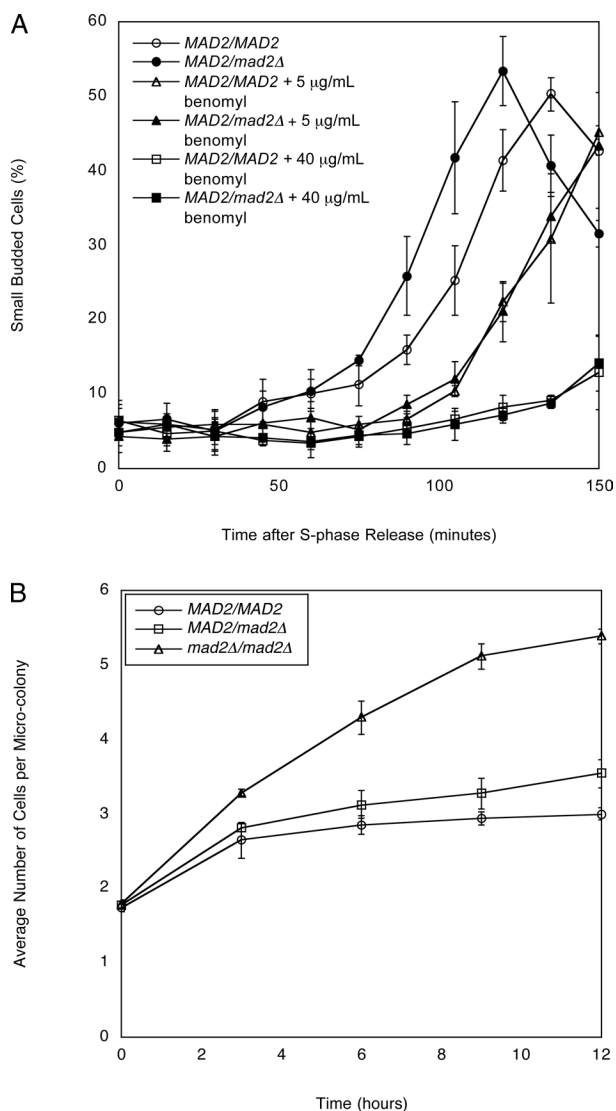 A
60
50
40
30
20
10
0
Small Budded Cells (%)
MAD2/MAD2
MAD2/mad2Δ
MAD2/MAD2 + 5 μg/mL
benomyl
MAD2/mad2Δ + 5 μg/mL
benomyl
MAD2/MAD2 + 40 μg/mL
benomyl
MAD2/mad2Δ + 40 μg/mL
benomyl
0 50 100 150
Time after S-phase Release (minutes)
B
6
5
4
3
2
1
0
Average Number of Cells per Micro-colony
MAD2/MAD2
MAD2/mad2Δ
mad2Δ/mad2Δ
0 2 4 6 8 10 12
Time (hours)